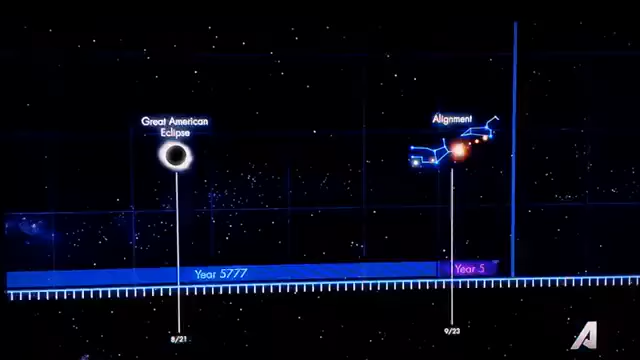 Great American
Eclipse
Alignment
Year 5777
Year 5
8/21
9/23
A